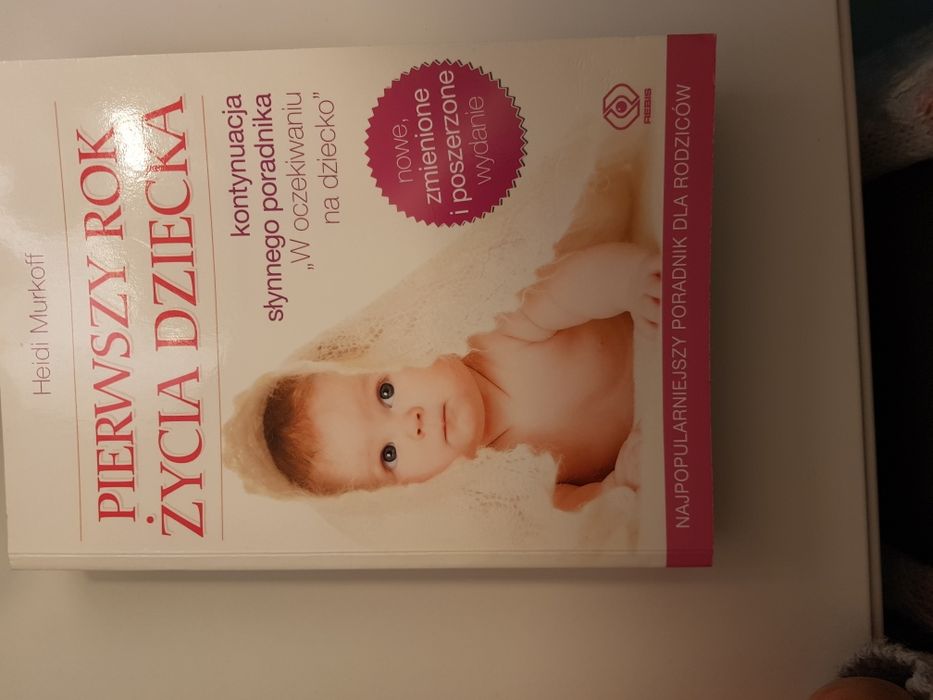 Heidi Murkoff
PIERWSZY ROK
ŻYCIA DZIECKA
kontynuacja
słynnego poradnika
„W oczekiwaniu
na dziecko”
nowe,
zmienione
i poszerzone
wydanie
REBIS
NAJPOPULARNIEJSZY PORADNIK DLA RODZICÓW